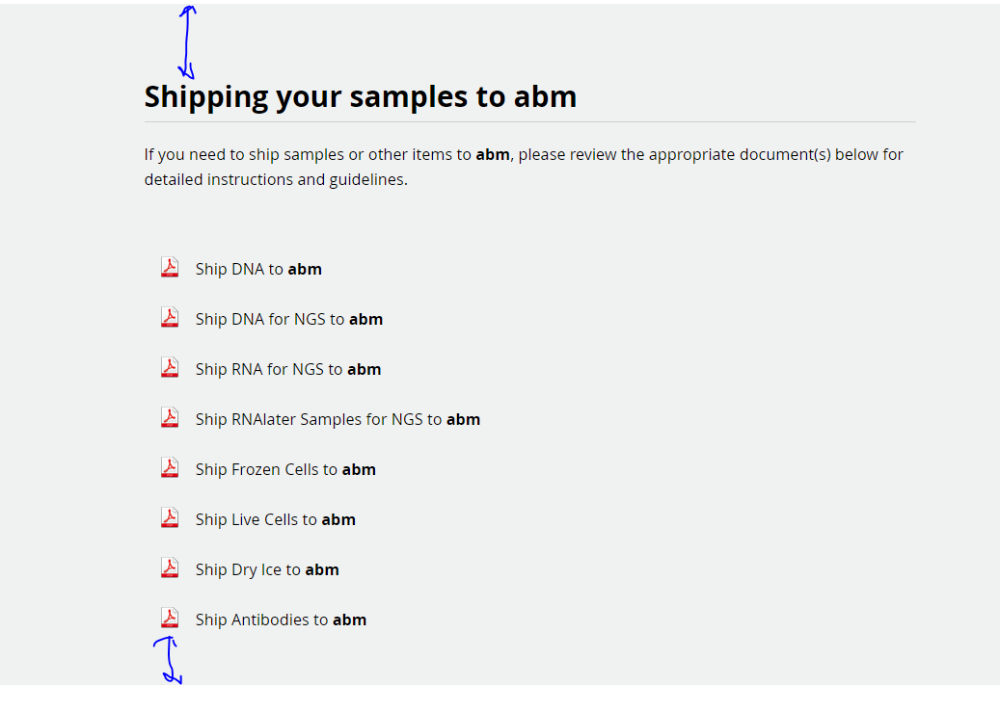 Shipping your samples to abm
If you need to ship samples or other items to abm, please review the appropriate document(s) below for
detailed instructions and guidelines.
Ship DNA to abm
Ship DNA for NGS to abm
Ship RNA for NGS to abm
Ship RNAlater Samples for NGS to abm
Ship Frozen Cells to abm
Ship Live Cells to abm
Ship Dry Ice to abm
Ship Antibodies to abm